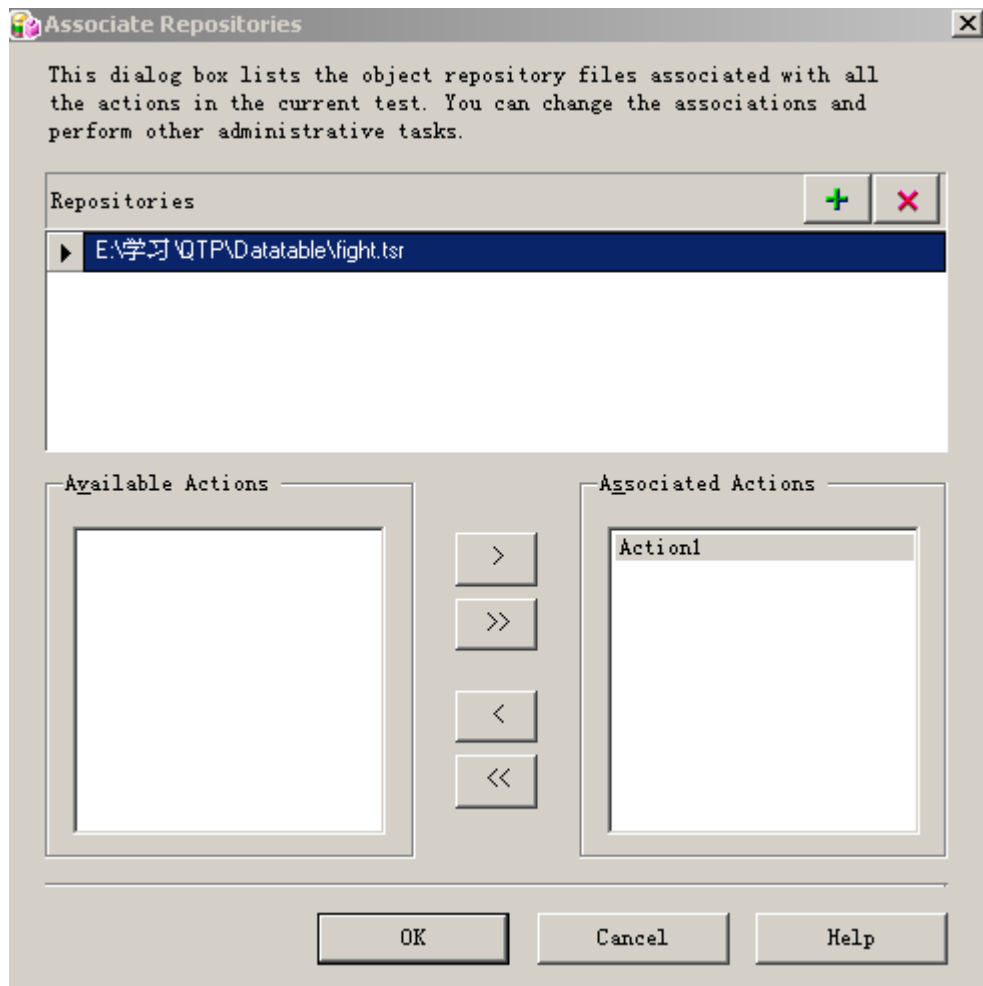 Associate Repositories
This dialog box lists the object repository files associated with all
the actions in the current test. You can change the associations and
perform other administrative tasks.
Repositories
E:\学习\QTP\Datatable\fight.tsr
Available Actions
Associated Actions
Action1
>
>>
<
<<
OK
Cancel
Help